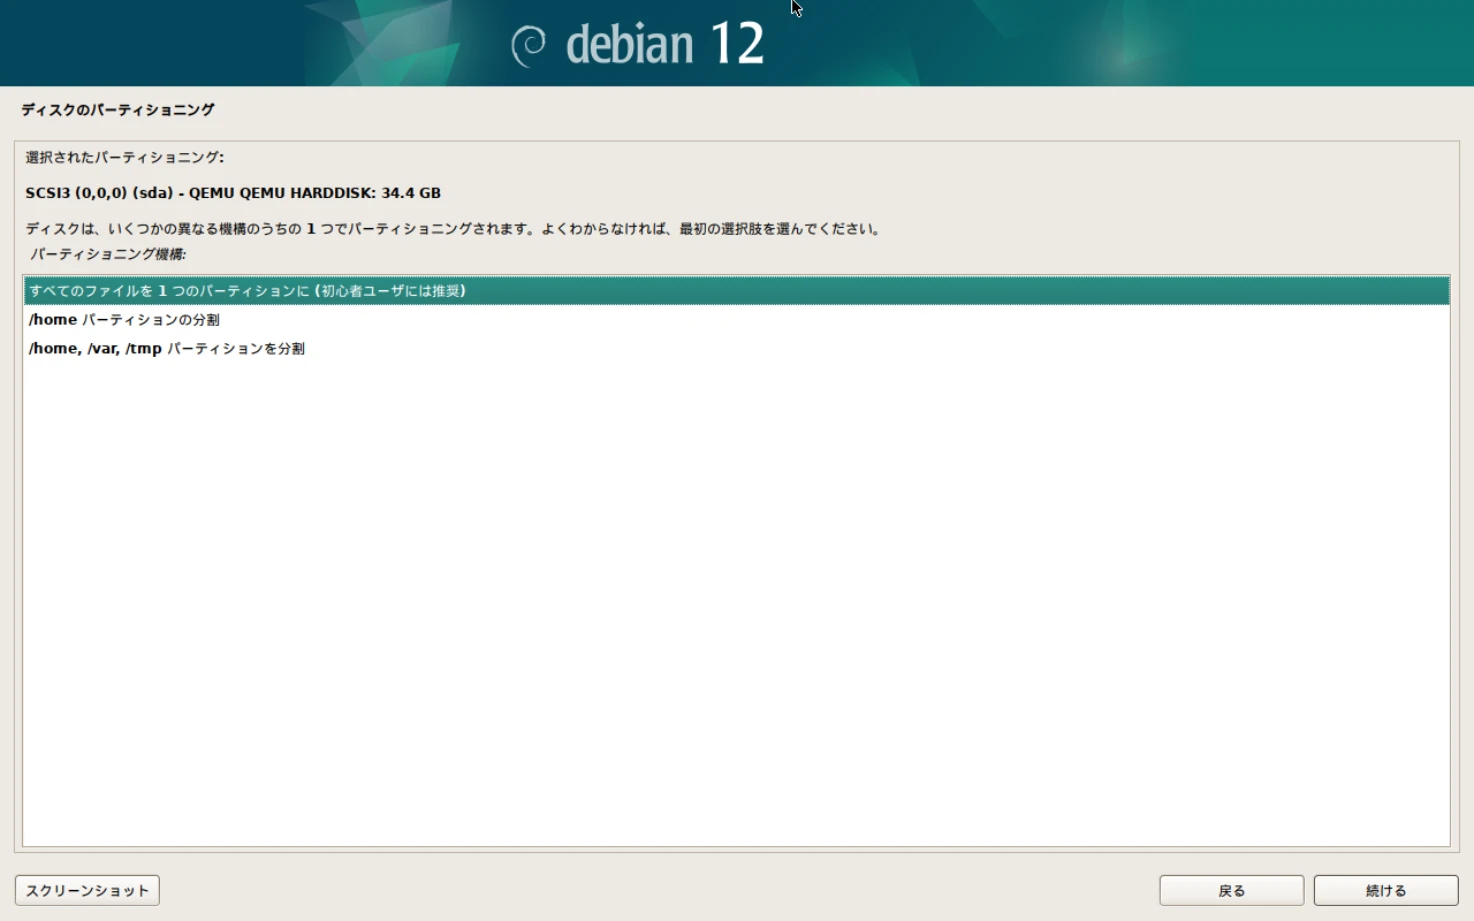 debian 12
ディスクのパーティショニング
選択されたパーティショニング:
SCSI3 (0,0,0) (sda) - QEMU QEMU HARDDISK: 34.4 GB
ディスクは、いくつかの異なる機構のうちの 1 つでパーティショニングされます。よくわからなければ、最初の選択肢を選んでください。
パーティショニング機構:
すべてのファイルを 1 つのパーティションに (初心者ユーザには推奨)
/home パーティションの分割
/home, /var, /tmp パーティションを分割
スクリーンショット 戻る 続ける